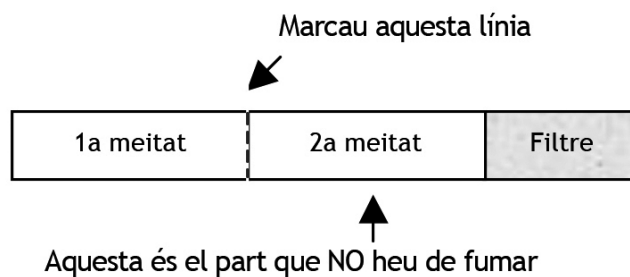 Marcau aquesta línia
1a meitat 2a meitat Filtre
Aquesta és el part que NO heu de fumar